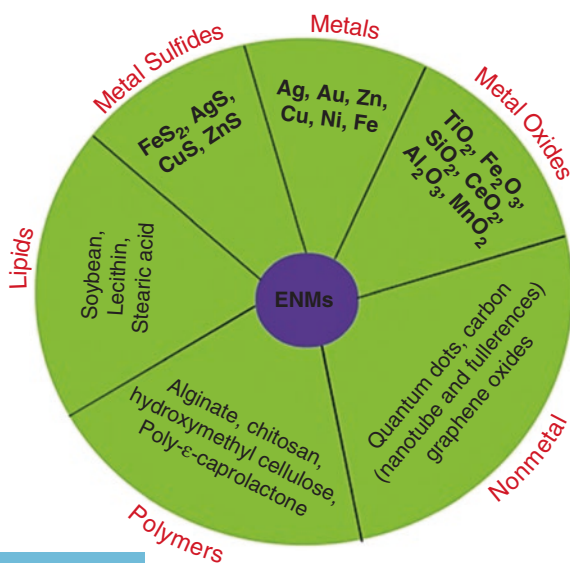 Metals
Ag, Au, Zn,
Cu, Ni, Fe
Metal Oxides
TiO₂, Fe₂O₃,
SiO₂, CeO₂,
Al₂O₃, MnO₂
Nonmetal
Quantum dots, carbon
(nanotube and fullerences)
graphene oxides
Polymers
Alginate, chitosan,
hydroxymethyl cellulose,
Poly-ε-caprolactone
Lipids
Soybean,
Lecithin,
Stearic acid
Metal Sulfides
FeS₂, AgS,
CuS, ZnS
ENMs